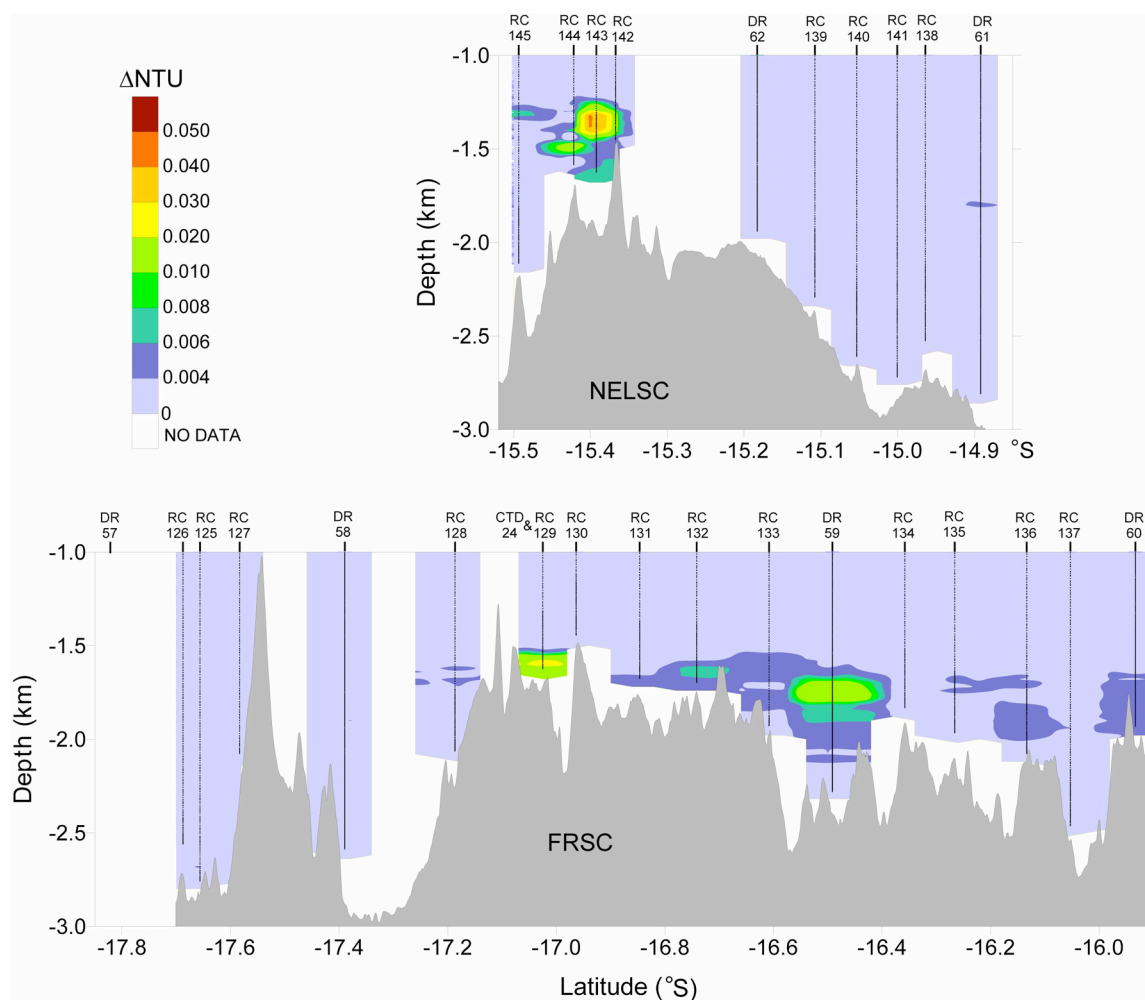 RC RC RC RC DR RC RC RC RC DR
145 144 143 142 62 139 140 141 138 61
ΔNTU
0.050
0.040
0.030
0.020
0.010
0.008
0.006
0.004
0
NO DATA
Depth (km)
-1.0
-1.5
-2.0
-2.5
-3.0
NELSC
-15.5 -15.4 -15.3 -15.2 -15.1 -15.0 -14.9 °S
DR RC RC RC DR RC CTD & RC RC RC RC RC DR RC RC RC RC DR
57 126 125 127 58 128 24 129 130 131 132 133 59 134 135 136 137 60
Depth (km)
-1.0
-1.5
-2.0
-2.5
-3.0
FRSC
-17.8 -17.6 -17.4 -17.2 -17.0 -16.8 -16.6 -16.4 -16.2 -16.0
Latitude (°S)